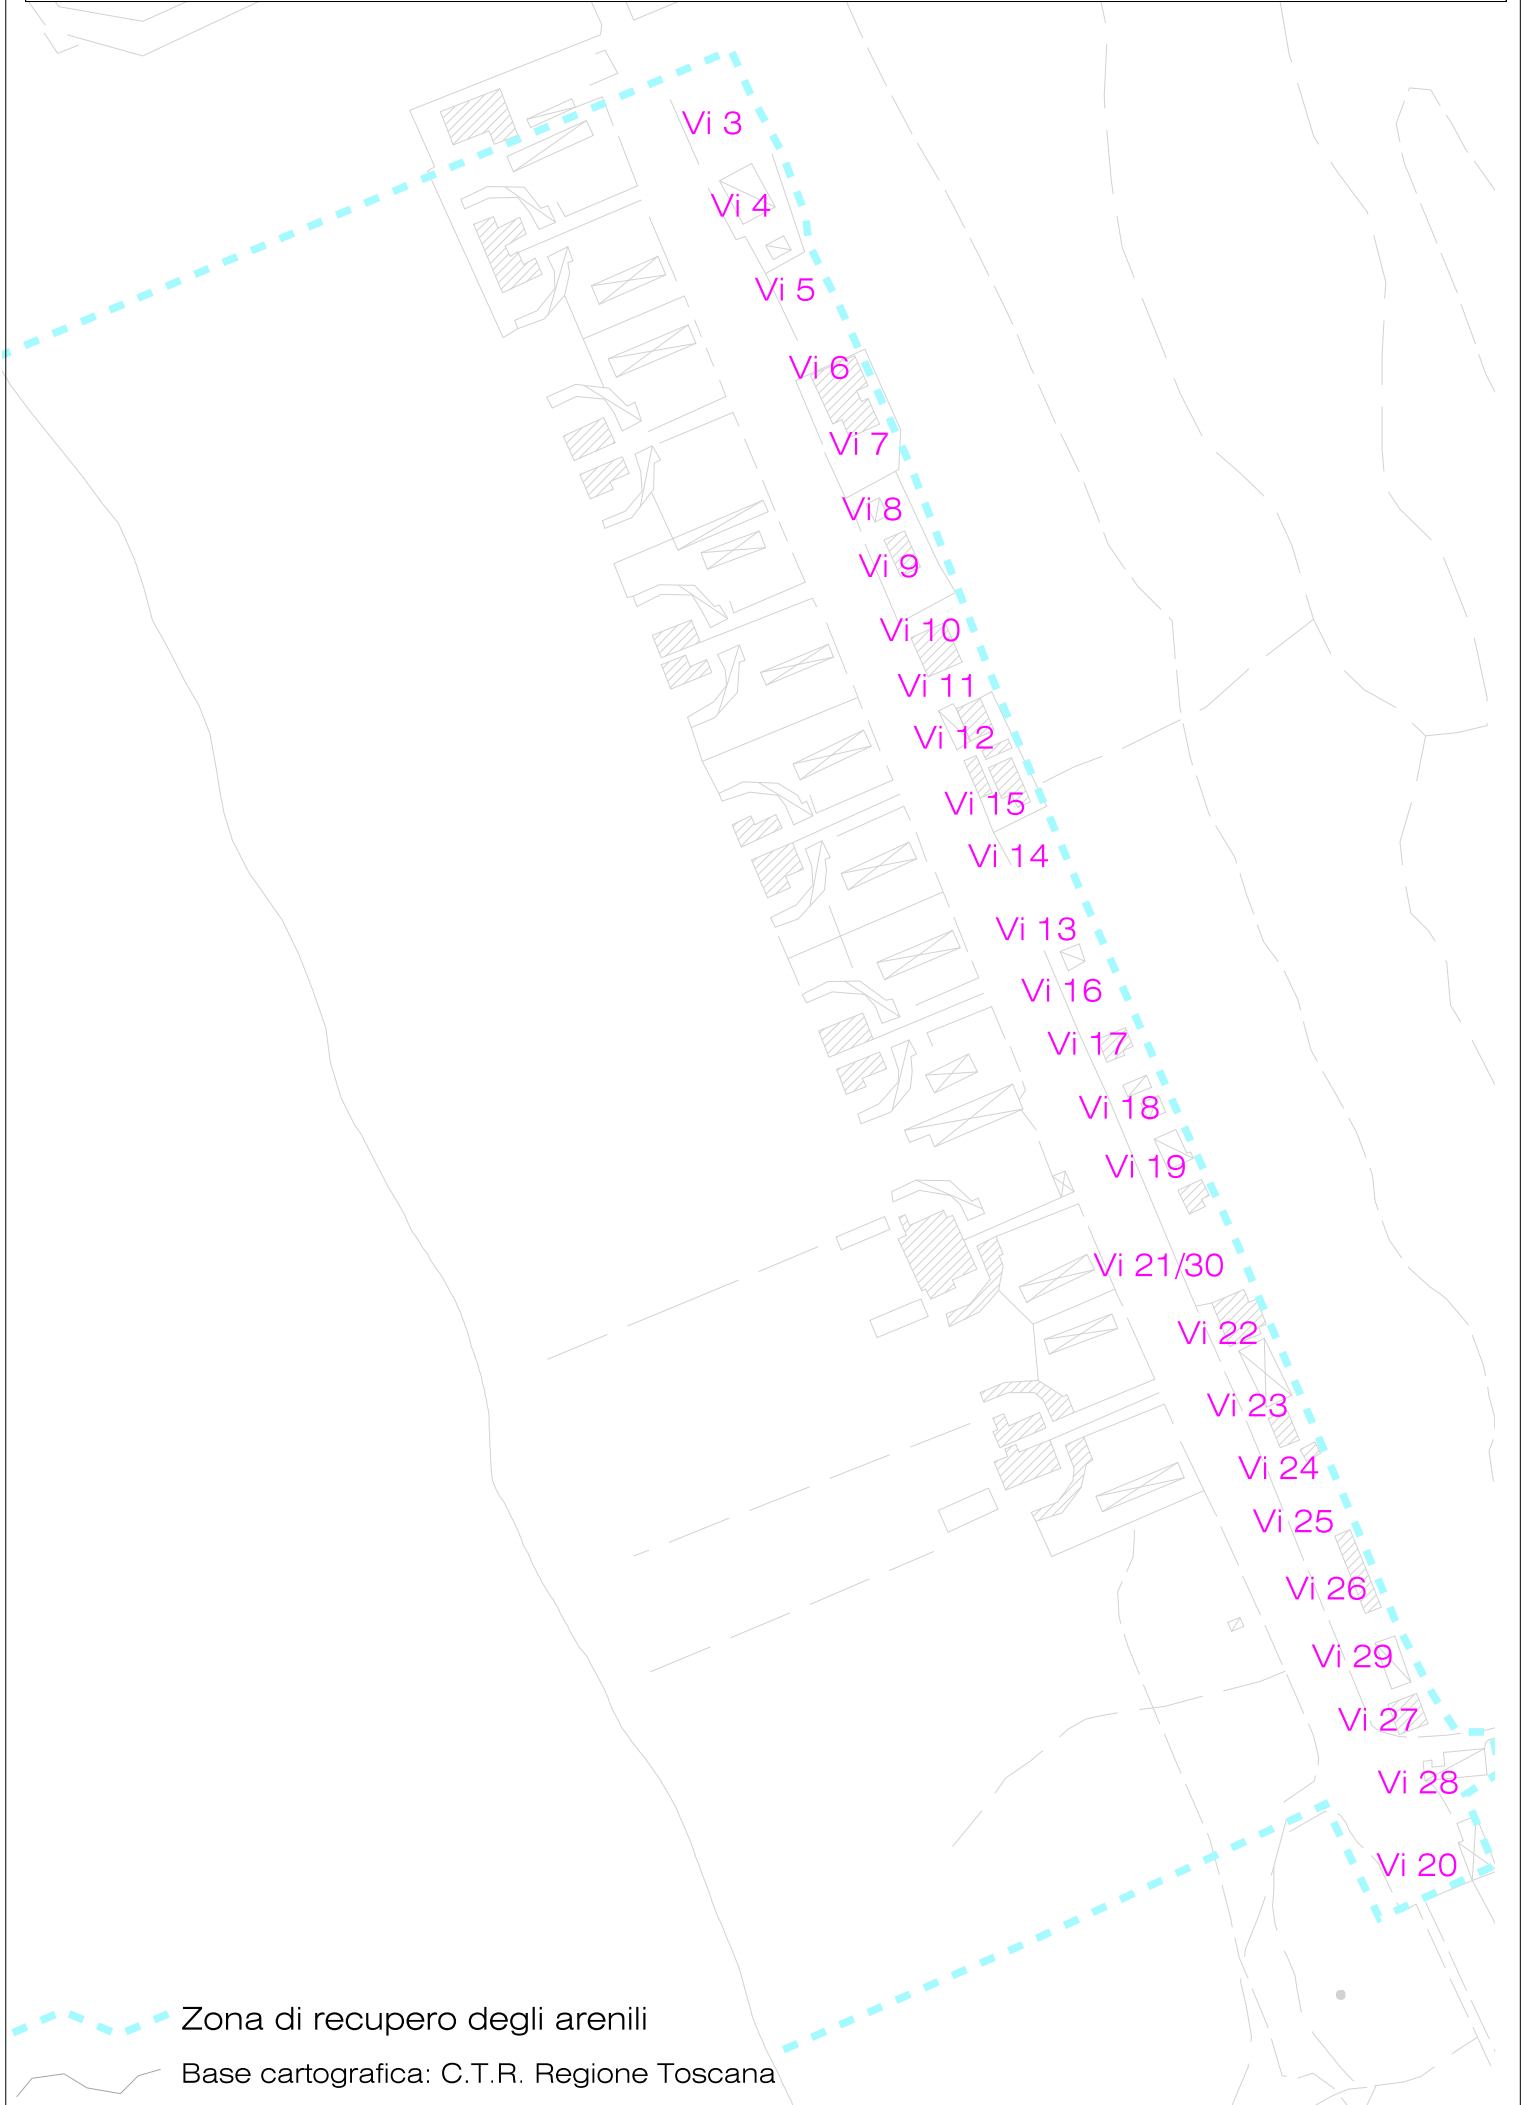 Vi 3
Vi 4
Vi 5
Vi 6
Vi 7
Vi 8
Vi 9
Vi 10
Vi 11
Vi 12
Vi 15
Vi 14
Vi 13
Vi 16
Vi 17
Vi 18
Vi 19
Vi 21/30
Vi 22
Vi 23
Vi 24
Vi 25
Vi 26
Vi 29
Vi 27
Vi 28
Vi 20
Zona di recupero degli arenili
Base cartografica: C.T.R. Regione Toscana